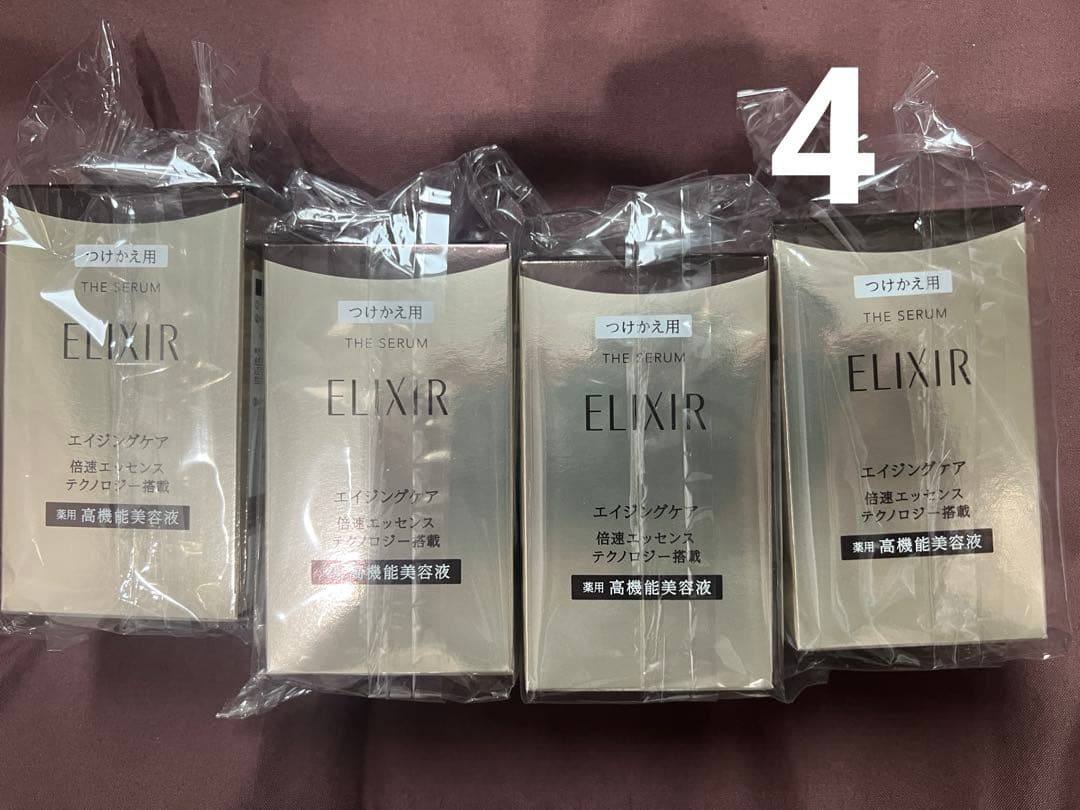 4
つけかえ用
THE SERUM
ELIXIR
エイジングケア
倍速エッセンス
テクノロジー搭載
薬用 高機能美容液
つけかえ用
THE SERUM
ELIXIR
エイジングケア
倍速エッセンス
テクノロジー搭載
高機能美容液
つけかえ用
THE SERUM
ELIXIR
エイジングケア
倍速エッセンス
テクノロジー搭載
薬用 高機能美容液
つけかえ用
THE SERUM
ELIXIR
エイジングケア
倍速エッセンス
テクノロジー搭載
薬用 高機能美容液